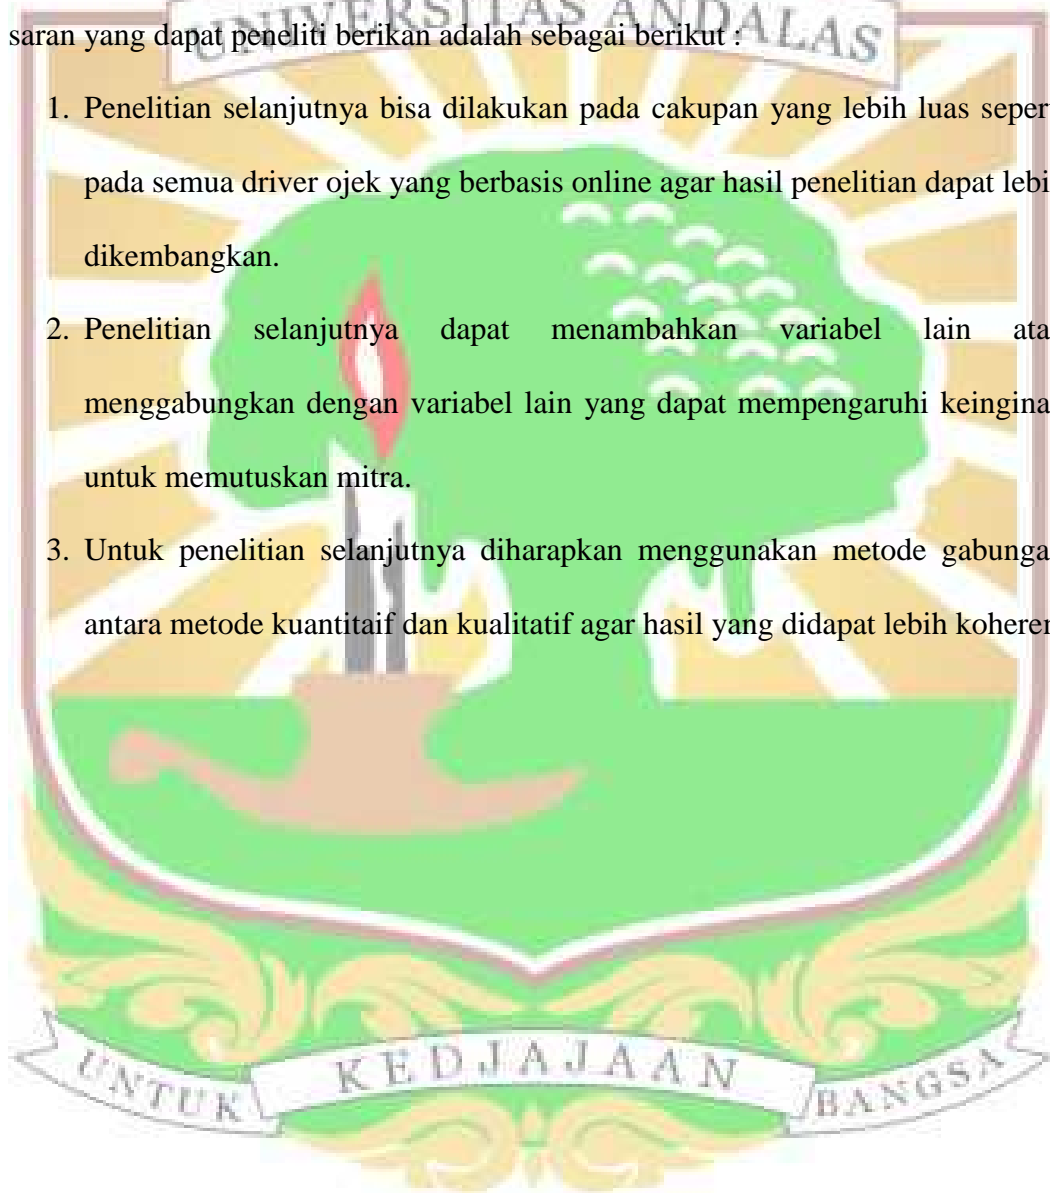 UNIVERSITAS ANDALAS
saran yang dapat peneliti berikan adalah sebagai berikut :
1. Penelitian selanjutnya bisa dilakukan pada cakupan yang lebih luas seper
pada semua driver ojek yang berbasis online agar hasil penelitian dapat lebi
dikembangkan.
2. Penelitian selanjutnya dapat menambahkan variabel lain ata
menggabungkan dengan variabel lain yang dapat mempengaruhi keingina
untuk memutuskan mitra.
3. Untuk penelitian selanjutnya diharapkan menggunakan metode gabunga
antara metode kuantitaif dan kualitatif agar hasil yang didapat lebih koheren
UNTUK KEDJAJAAN BANGSA